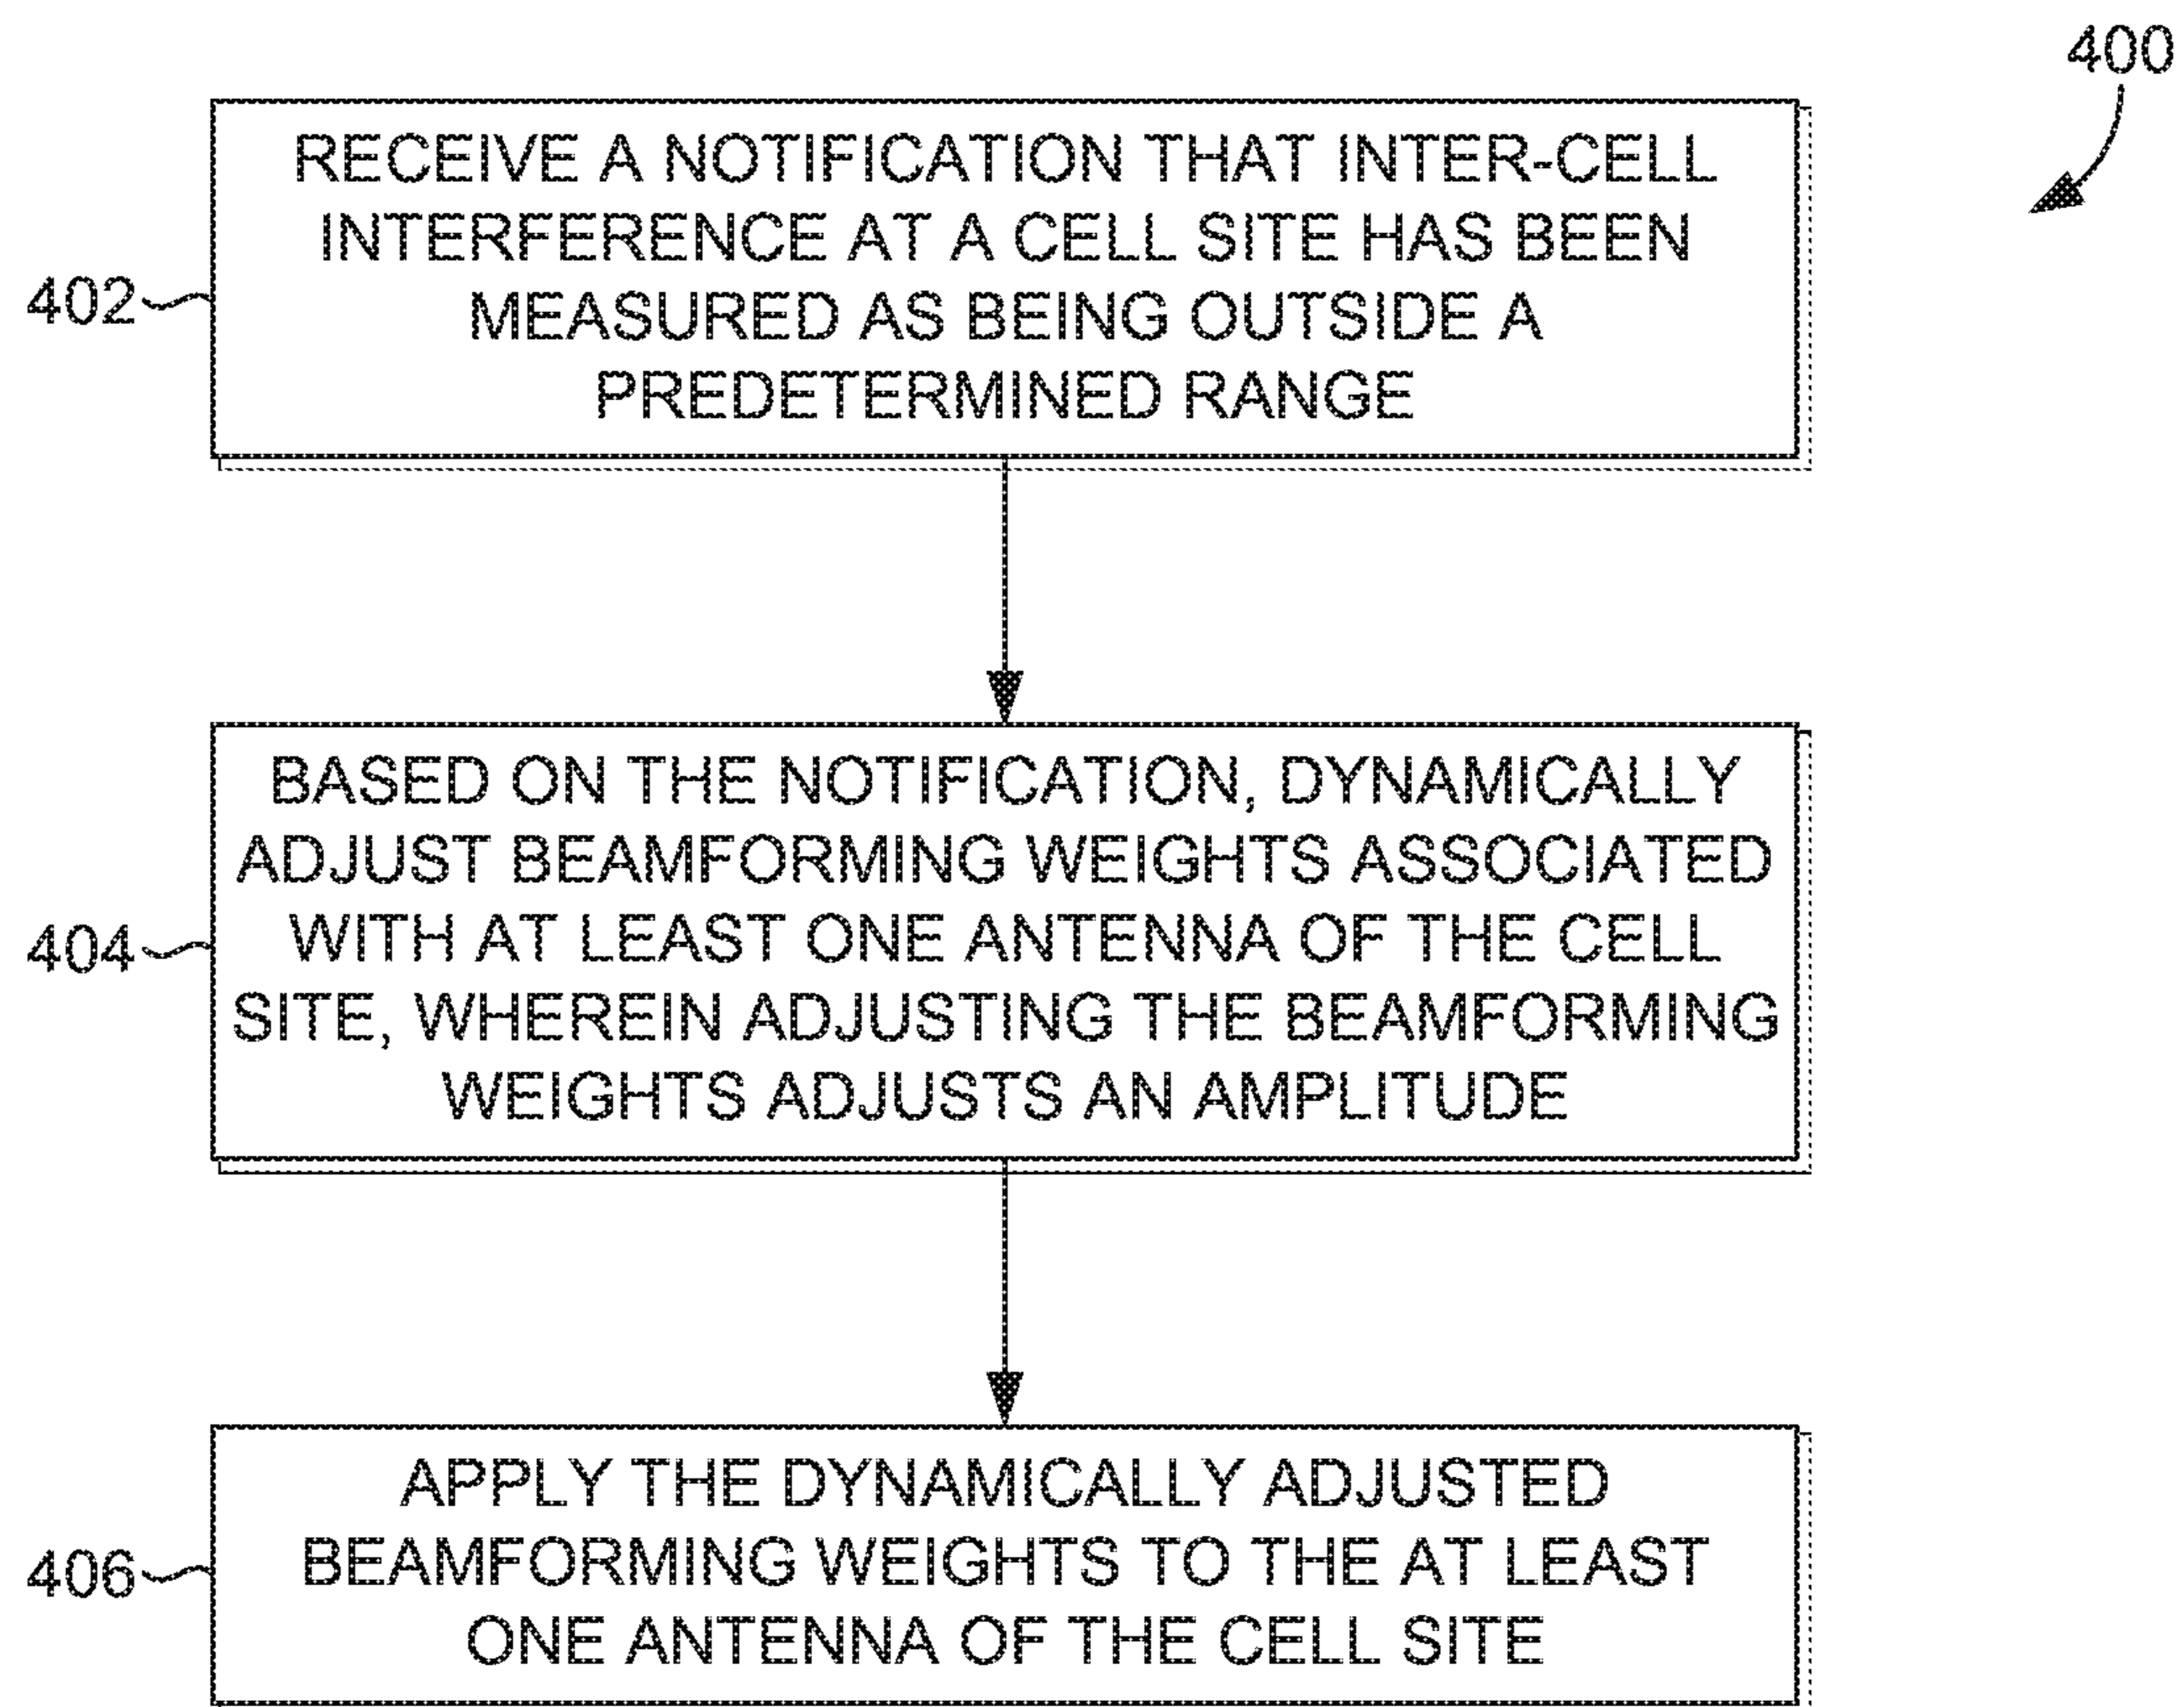 400
RECEIVE A NOTIFICATION THAT INTER-CELL
INTERFERENCE AT A CELL SITE HAS BEEN
MEASURED AS BEING OUTSIDE A
PREDETERMINED RANGE
402
BASED ON THE NOTIFICATION, DYNAMICALLY
ADJUST BEAMFORMING WEIGHTS ASSOCIATED
WITH AT LEAST ONE ANTENNA OF THE CELL
SITE, WHEREIN ADJUSTING THE BEAMFORMING
WEIGHTS ADJUSTS AN AMPLITUDE
404
APPLY THE DYNAMICALLY ADJUSTED
BEAMFORMING WEIGHTS TO THE AT LEAST
ONE ANTENNA OF THE CELL SITE
406